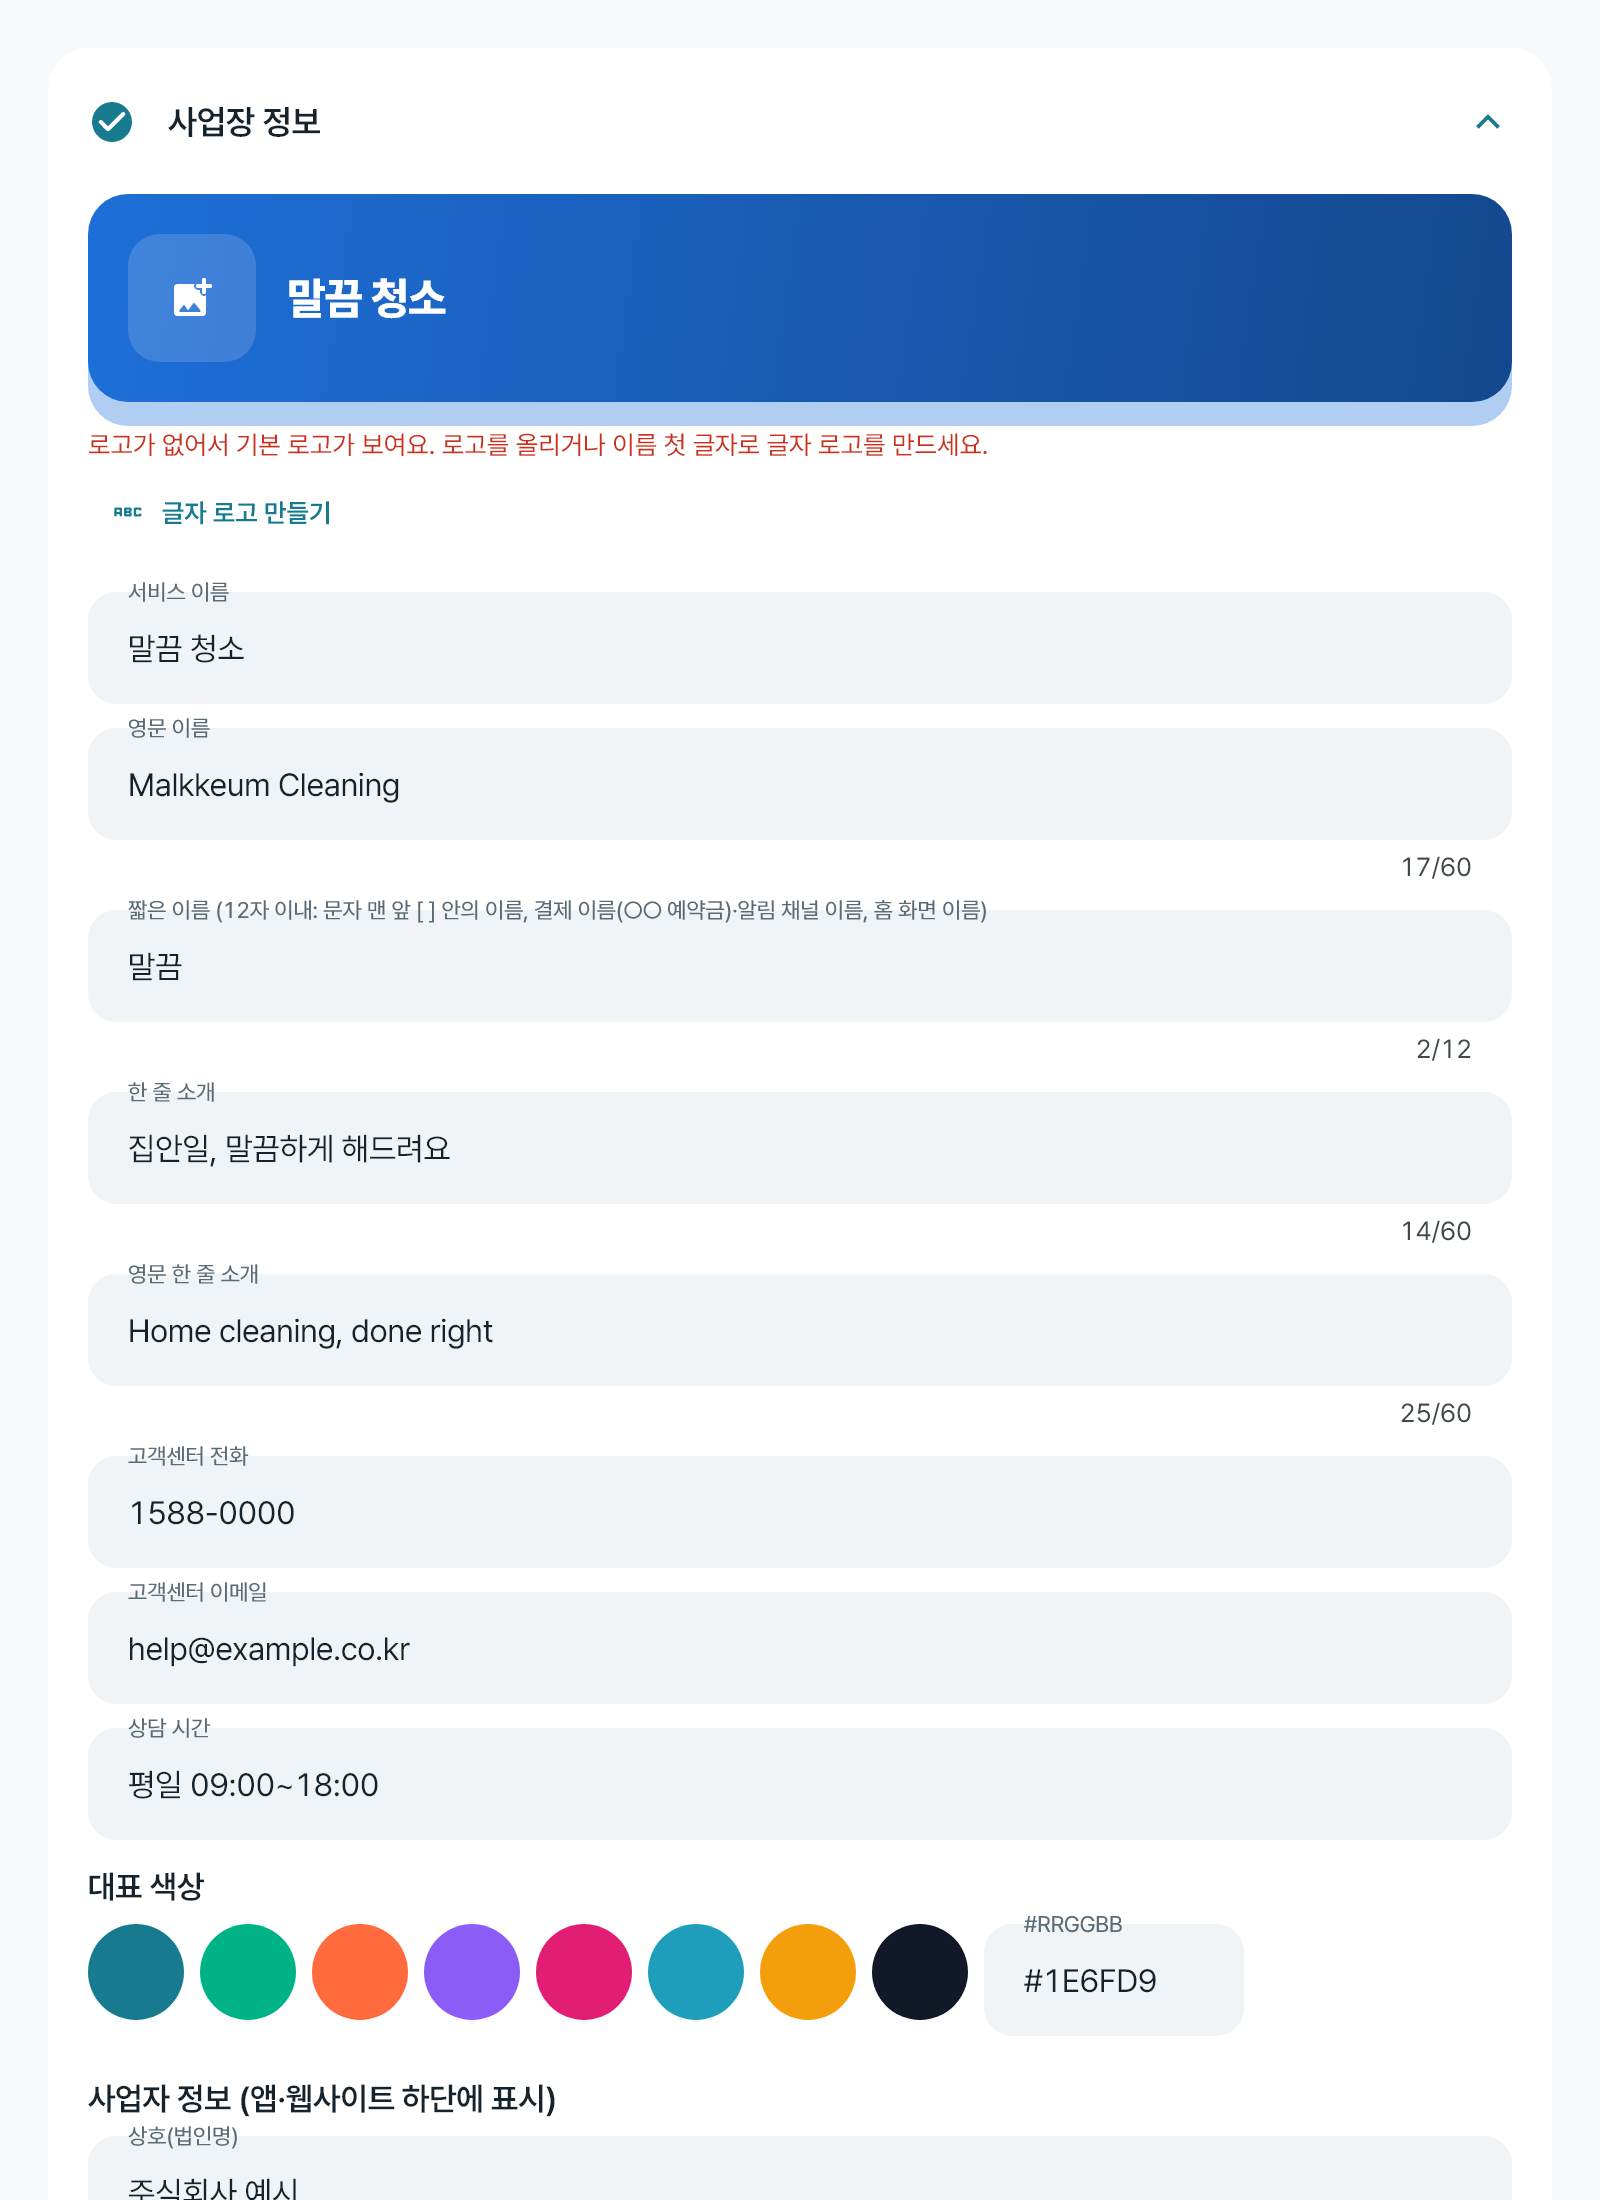 사업장 정보
말끔 청소
로고가 없어서 기본 로고가 보여요. 로고를 올리거나 이름 첫 글자로 글자 로고를 만드세요.
ABC 글자 로고 만들기
서비스 이름
말끔 청소
영문 이름
Malkkeum Cleaning
17/60
짧은 이름 (12자 이내: 문자 맨 앞 [ ] 안의 이름, 결제 이름(○○ 예약금)·알림 채널 이름, 홈 화면 이름)
말끔
2/12
한 줄 소개
집안일, 말끔하게 해드려요
14/60
영문 한 줄 소개
Home cleaning, done right
25/60
고객센터 전화
1588-0000
고객센터 이메일
help@example.co.kr
상담 시간
평일 09:00~18:00
대표 색상
#RRGGBB
#1E6FD9
사업자 정보 (앱·웹사이트 하단에 표시)
상호(법인명)
주식회사 예시